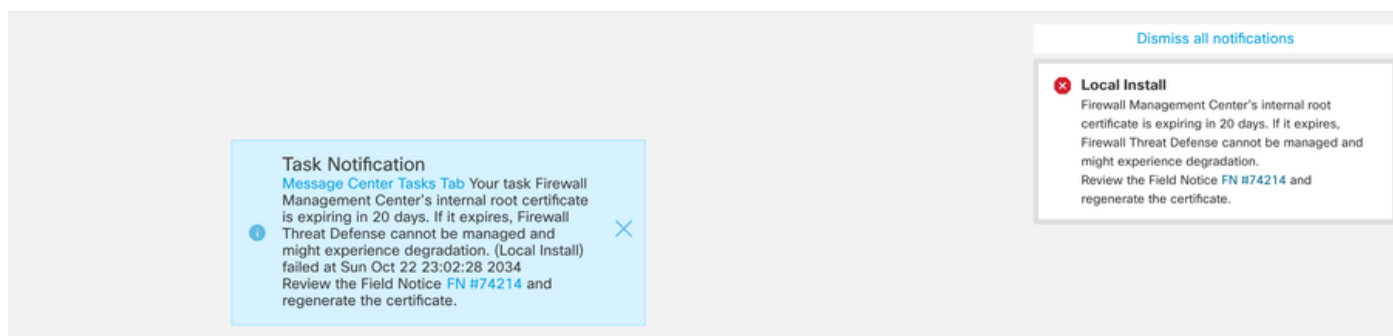 Dismiss all notifications
Local Install
Firewall Management Center's internal root
certificate is expiring in 20 days. If it expires,
Firewall Threat Defense cannot be managed and
might experience degradation.
Review the Field Notice FN #74214 and
regenerate the certificate.
Task Notification
Message Center Tasks Tab Your task Firewall
Management Center's internal root certificate
is expiring in 20 days. If it expires, Firewall
Threat Defense cannot be managed and
might experience degradation. (Local Install)
failed at Sun Oct 22 23:02:28 2034
Review the Field Notice FN #74214 and
regenerate the certificate.